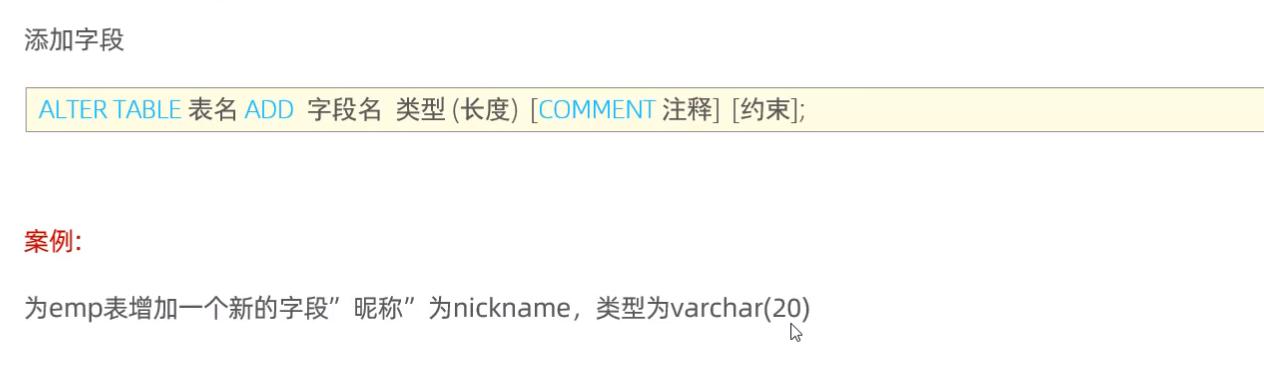 添加字段
ALTER TABLE 表名 ADD 字段名 类型 (长度) [COMMENT 注释] [约束];
案例:
为emp表增加一个新的字段”昵称”为nickname，类型为varchar(20)